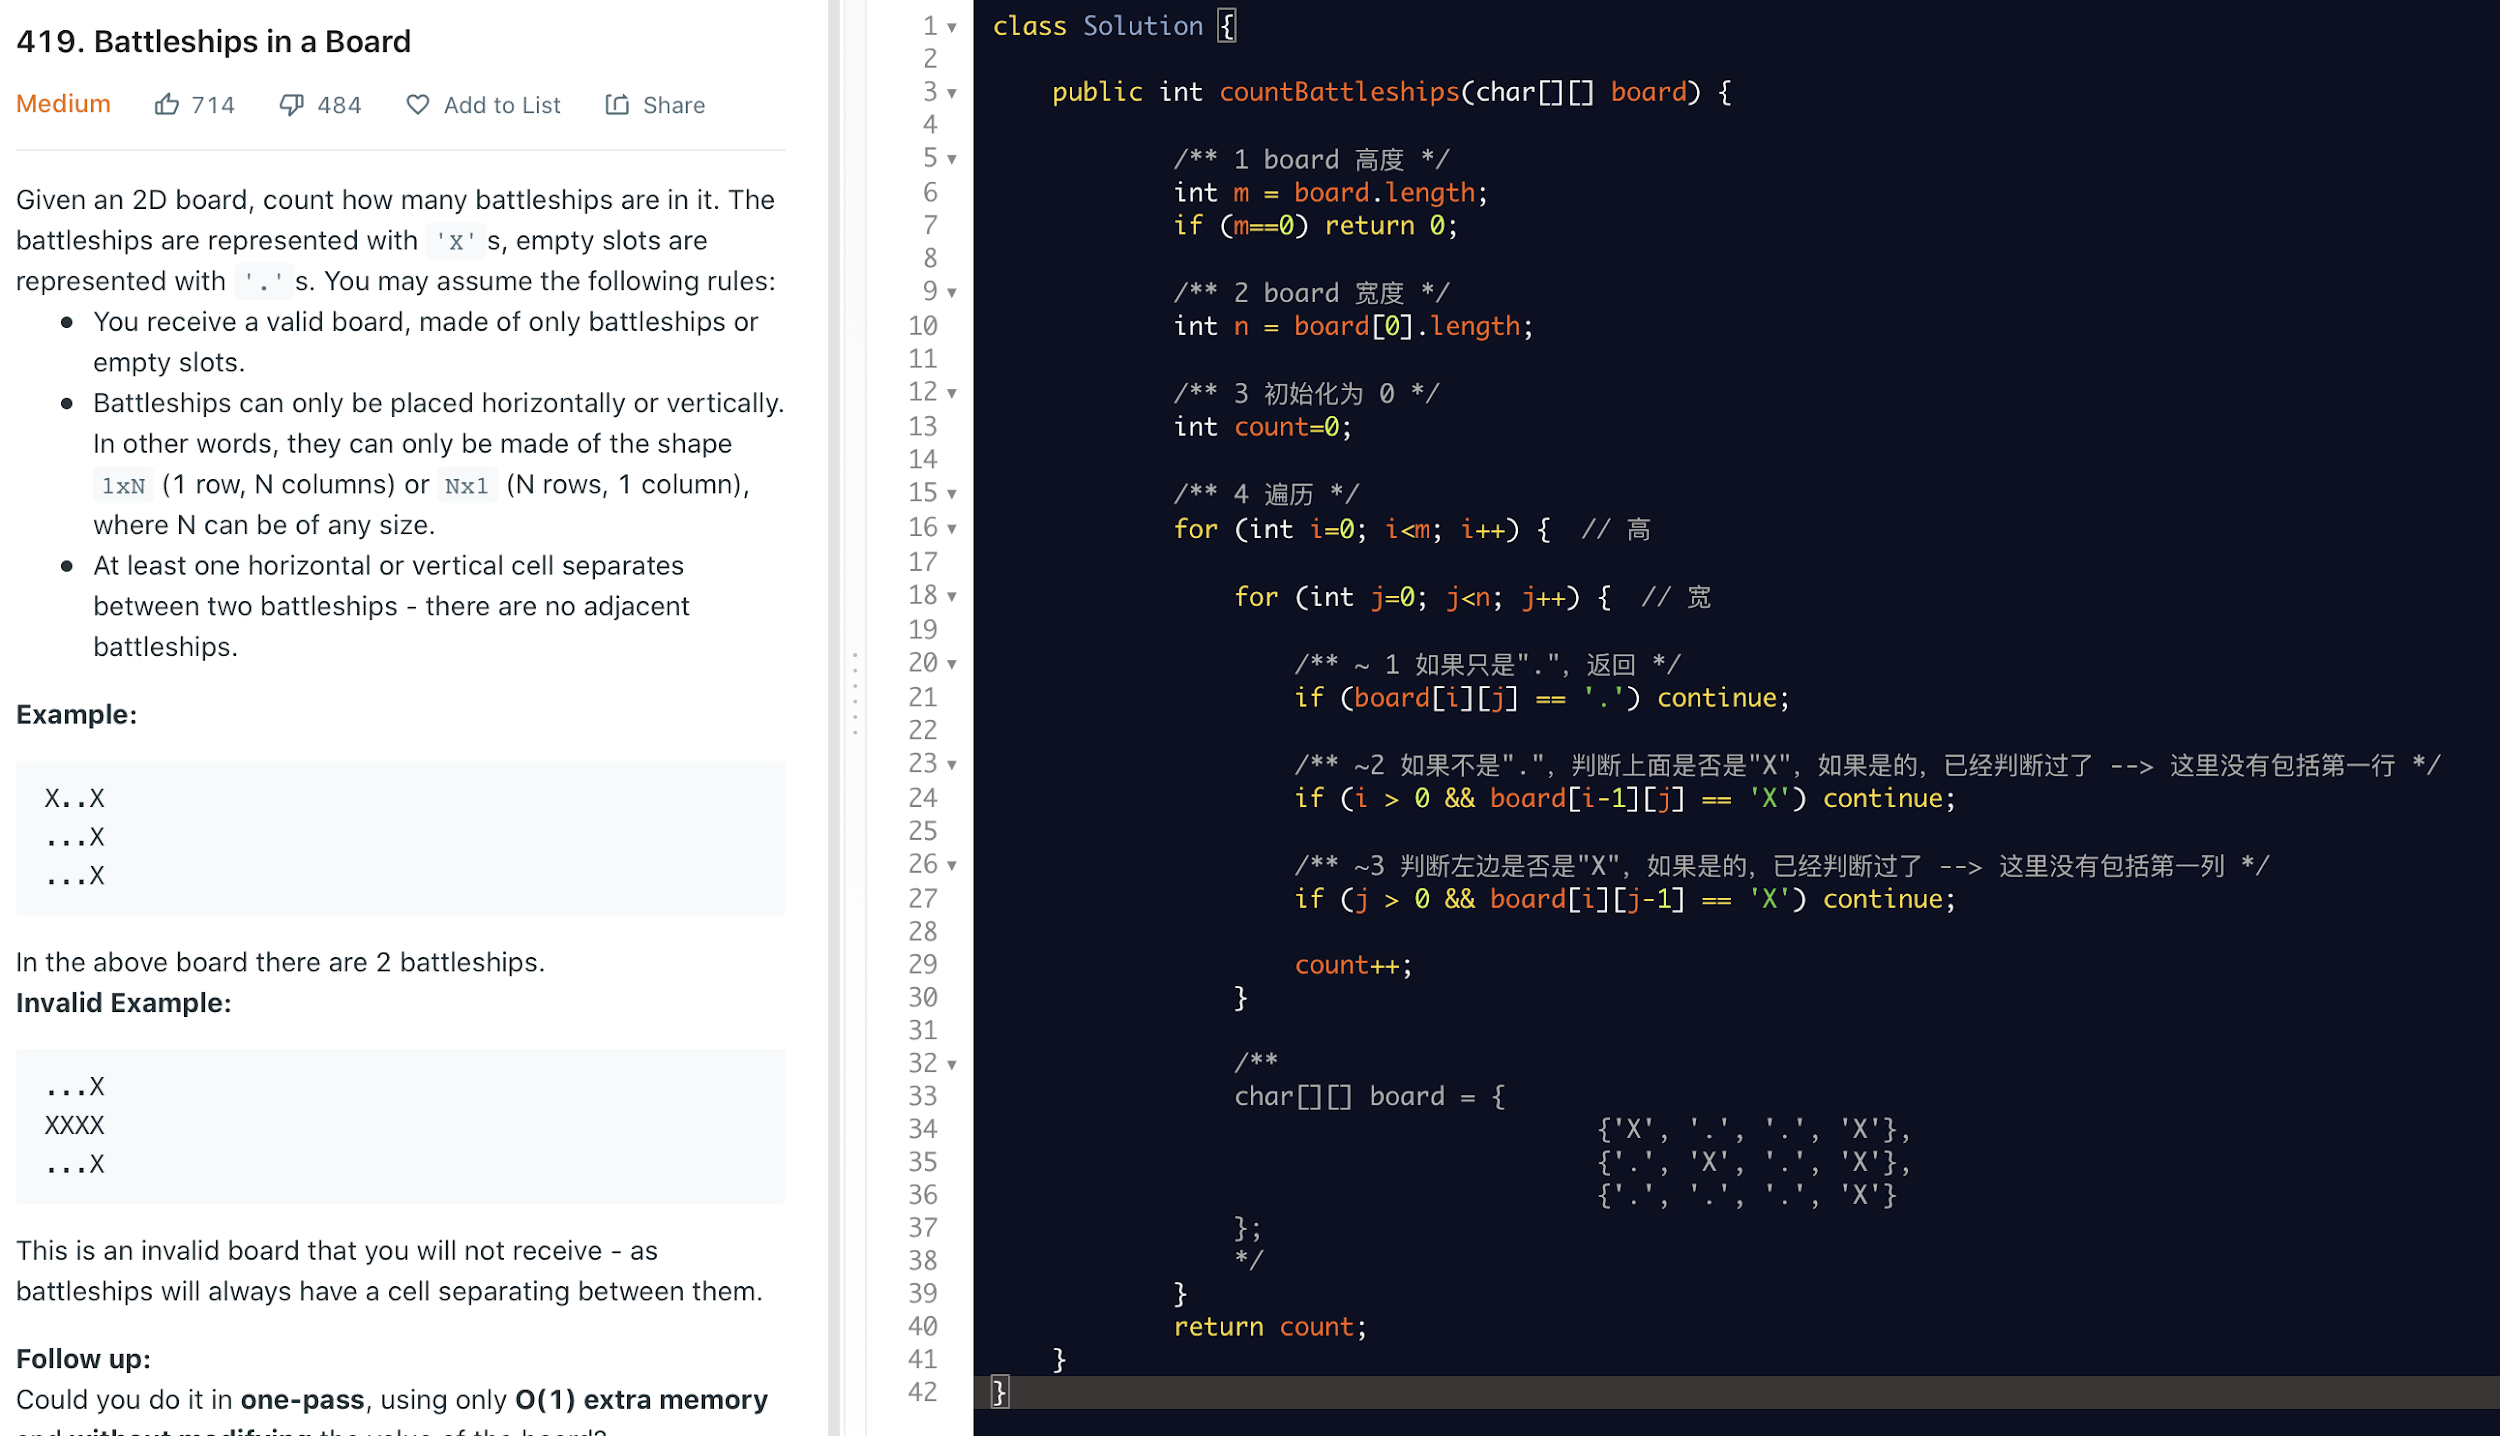 419. Battleships in a Board
Medium 714 484 Add to List Share
Given an 2D board, count how many battleships are in it. The
battleships are represented with 'X' s, empty slots are
represented with '.' s. You may assume the following rules:
● You receive a valid board, made of only battleships or
empty slots.
● Battleships can only be placed horizontally or vertically.
In other words, they can only be made of the shape
1xN (1 row, N columns) or Nx1 (N rows, 1 column),
where N can be of any size.
● At least one horizontal or vertical cell separates
between two battleships - there are no adjacent
battleships.
Example:
X..X
...X
...X
In the above board there are 2 battleships.
Invalid Example:
...X
XXXX
...X
This is an invalid board that you will not receive - as
battleships will always have a cell separating between them.
Follow up:
Could you do it in one-pass, using only O(1) extra memory
and without modifying the value of the board?
1 class Solution {
2
3 public int countBattleships(char[][] board) {
4
5 /** 1 board 高度 */
6 int m = board.length;
7 if (m==0) return 0;
8
9 /** 2 board 宽度 */
10 int n = board[0].length;
11
12 /** 3 初始化为 0 */
13 int count=0;
14
15 /** 4 遍历 */
16 for (int i=0; i<m; i++) { // 高
17
18 for (int j=0; j<n; j++) { // 宽
19
20 /** ~ 1 如果只是".", 返回 */
21 if (board[i][j] == '.') continue;
22
23 /** ~2 如果不是".", 判断上面是否是"X", 如果是的, 已经判断过了 --> 这里没有包括第一行 */
24 if (i > 0 && board[i-1][j] == 'X') continue;
25
26 /** ~3 判断左边是否是"X", 如果是的, 已经判断过了 --> 这里没有包括第一列 */
27 if (j > 0 && board[i][j-1] == 'X') continue;
28
29 count++;
30 }
31
32 /**
33 char[][] board = {
34 {'X', '.', '.', 'X'},
35 {'.', 'X', '.', 'X'},
36 {'.', '.', '.', 'X'}
37 };
38 */
39 }
40 return count;
41 }
42 }